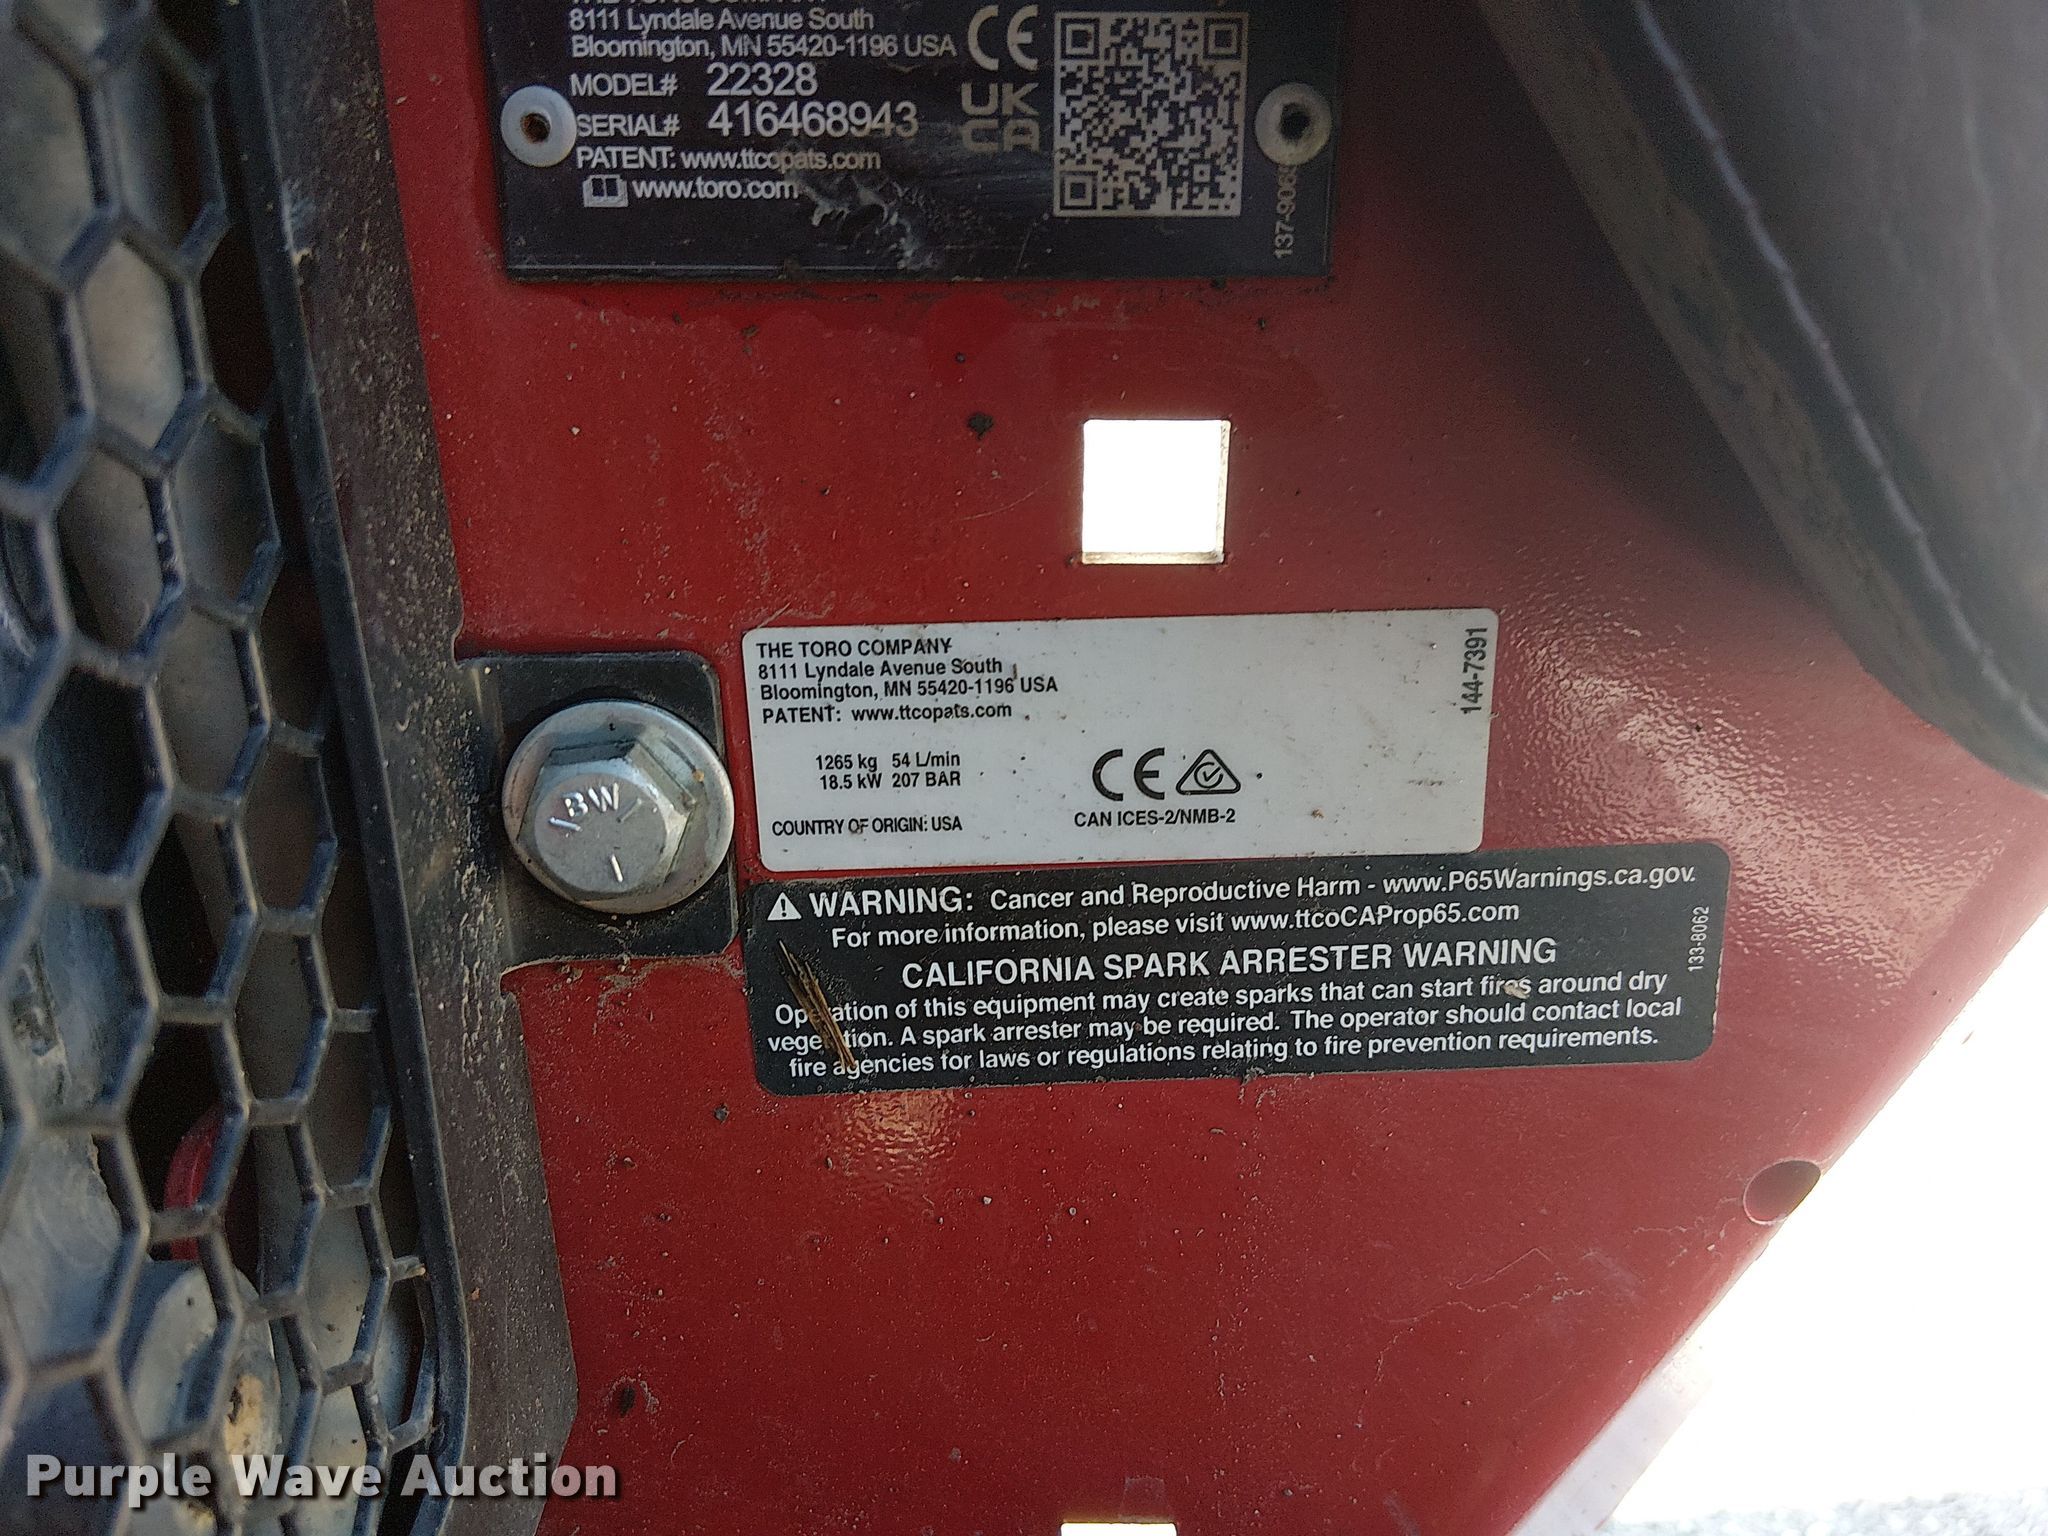 THE TORO COMPANY
8111 Lyndale Avenue South
Bloomington, MN 55420-1196 USA
MODEL# 22328
SERIAL# 416468943
PATENT: www.ttcopats.com
www.toro.com
CE
UK
CA
137-906
THE TORO COMPANY
8111 Lyndale Avenue South
Bloomington, MN 55420-1196 USA
PATENT: www.ttcopats.com
1265 kg 54 L/min
18.5 kW 207 BAR
COUNTRY OF ORIGIN: USA
CE
CAN ICES-2/NMB-2
144-7391
BW
WARNING: Cancer and Reproductive Harm - www.P65Warnings.ca.gov.
For more information, please visit www.ttcoCAProp65.com
CALIFORNIA SPARK ARRESTER WARNING
Operation of this equipment may create sparks that can start fires around dry
vegetation. A spark arrester may be required. The operator should contact local
fire agencies for laws or regulations relating to fire prevention requirements.
133-8062
Purple Wave Auction